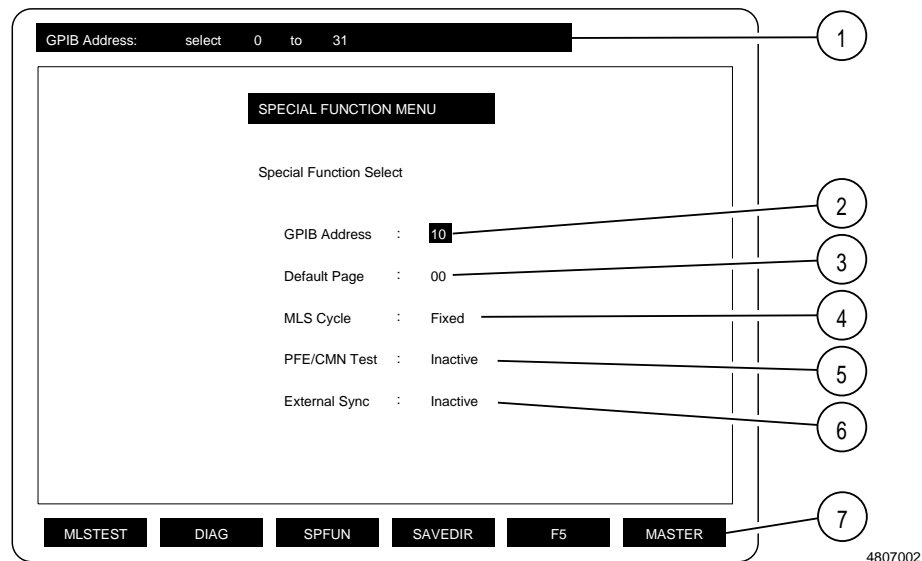 GPIB Address: select 0 to 31
1
SPECIAL FUNCTION MENU
Special Function Select
GPIB Address : 10
2
Default Page : 00
3
MLS Cycle : Fixed
4
PFE/CMN Test : Inactive
5
External Sync : Inactive
6
MLSTEST DIAG SPFUN SAVEDIR F5 MASTER
7
4807002